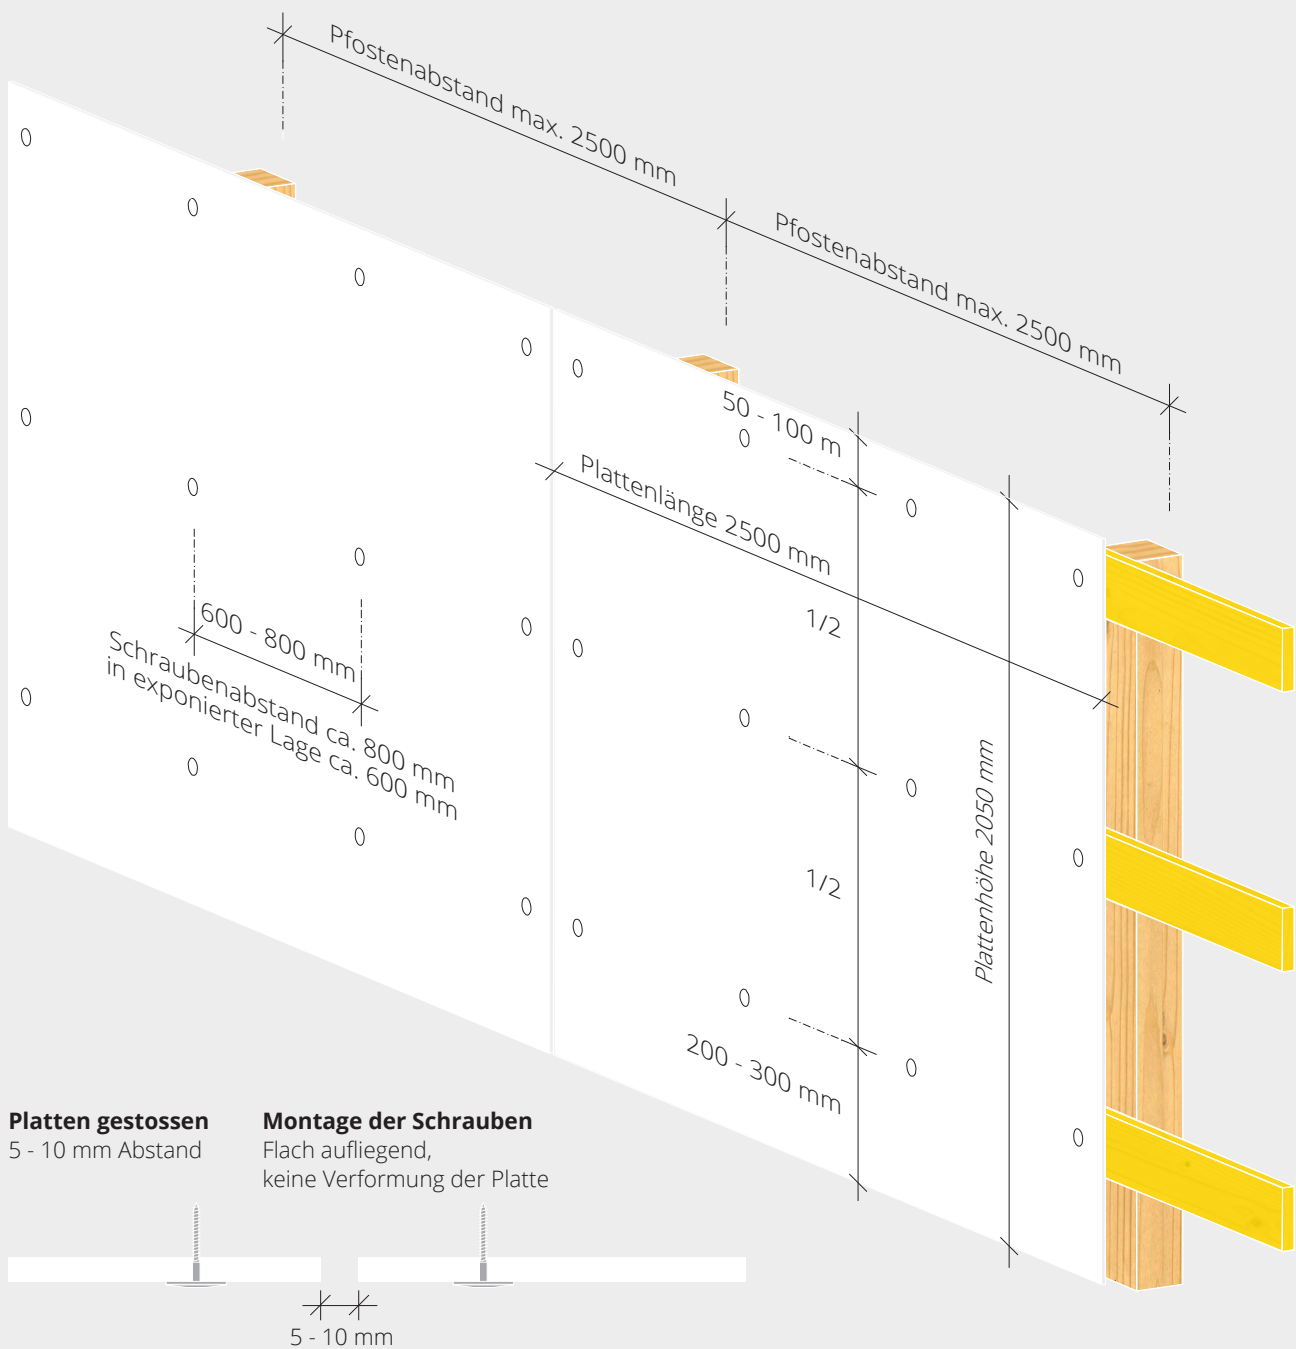 Pfostenabstand max. 2500 mm
Pfostenabstand max. 2500 mm
50 - 100 m
Plattenlänge 2500 mm
1/2
600 - 800 mm
Schraubenabstand ca. 800 mm
in exponierter Lage ca. 600 mm
Plattenhöhe 2050 mm
1/2
200 - 300 mm
Platten gestossen
5 - 10 mm Abstand
Montage der Schrauben
Flach aufliegend,
keine Verformung der Platte
5 - 10 mm